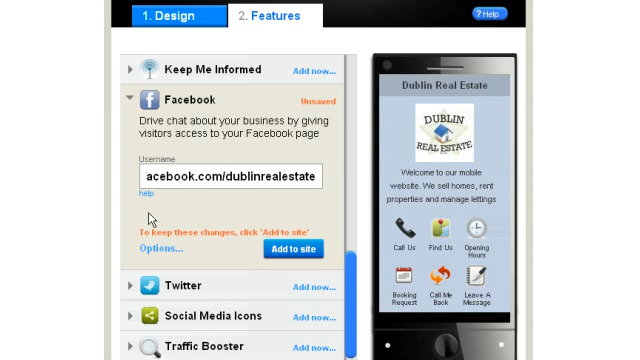 1. Design
2. Features
? Help
Keep Me Informed
Add now...
Facebook
Unsaved
Drive chat about your business by giving
visitors access to your Facebook page
Username
acebook.com/dublinrealestate
help
To keep these changes, click 'Add to site'
Options...
Add to site
Twitter
Add now...
Social Media Icons
Add now...
Traffic Booster
Add now...
Dublin Real Estate
DUBLIN
REAL ESTATE
Welcome to our mobile
website. We sell homes, rent
properties and manage lettings
Call Us
Find Us
Opening
Hours
Booking
Request
Call Me
Back
Leave A
Message